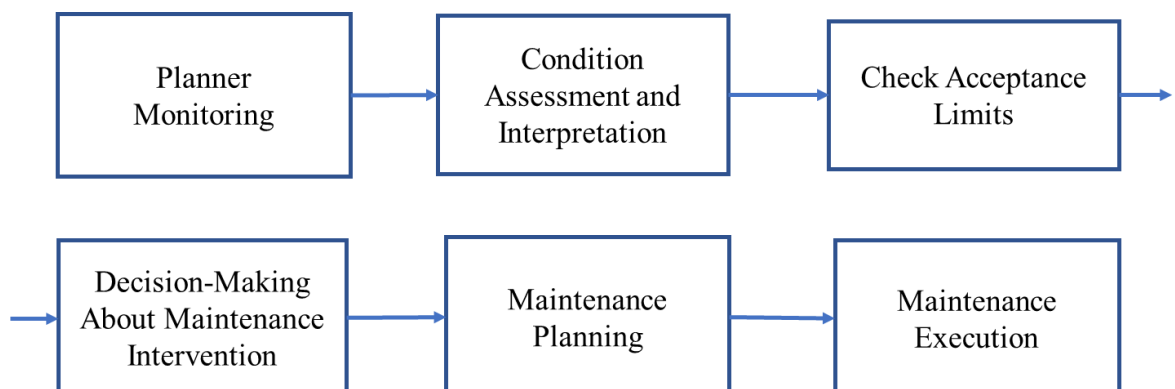 Planner
Monitoring
Condition
Assessment and
Interpretation
Check Acceptance
Limits
Decision-Making
About Maintenance
Intervention
Maintenance
Planning
Maintenance
Execution